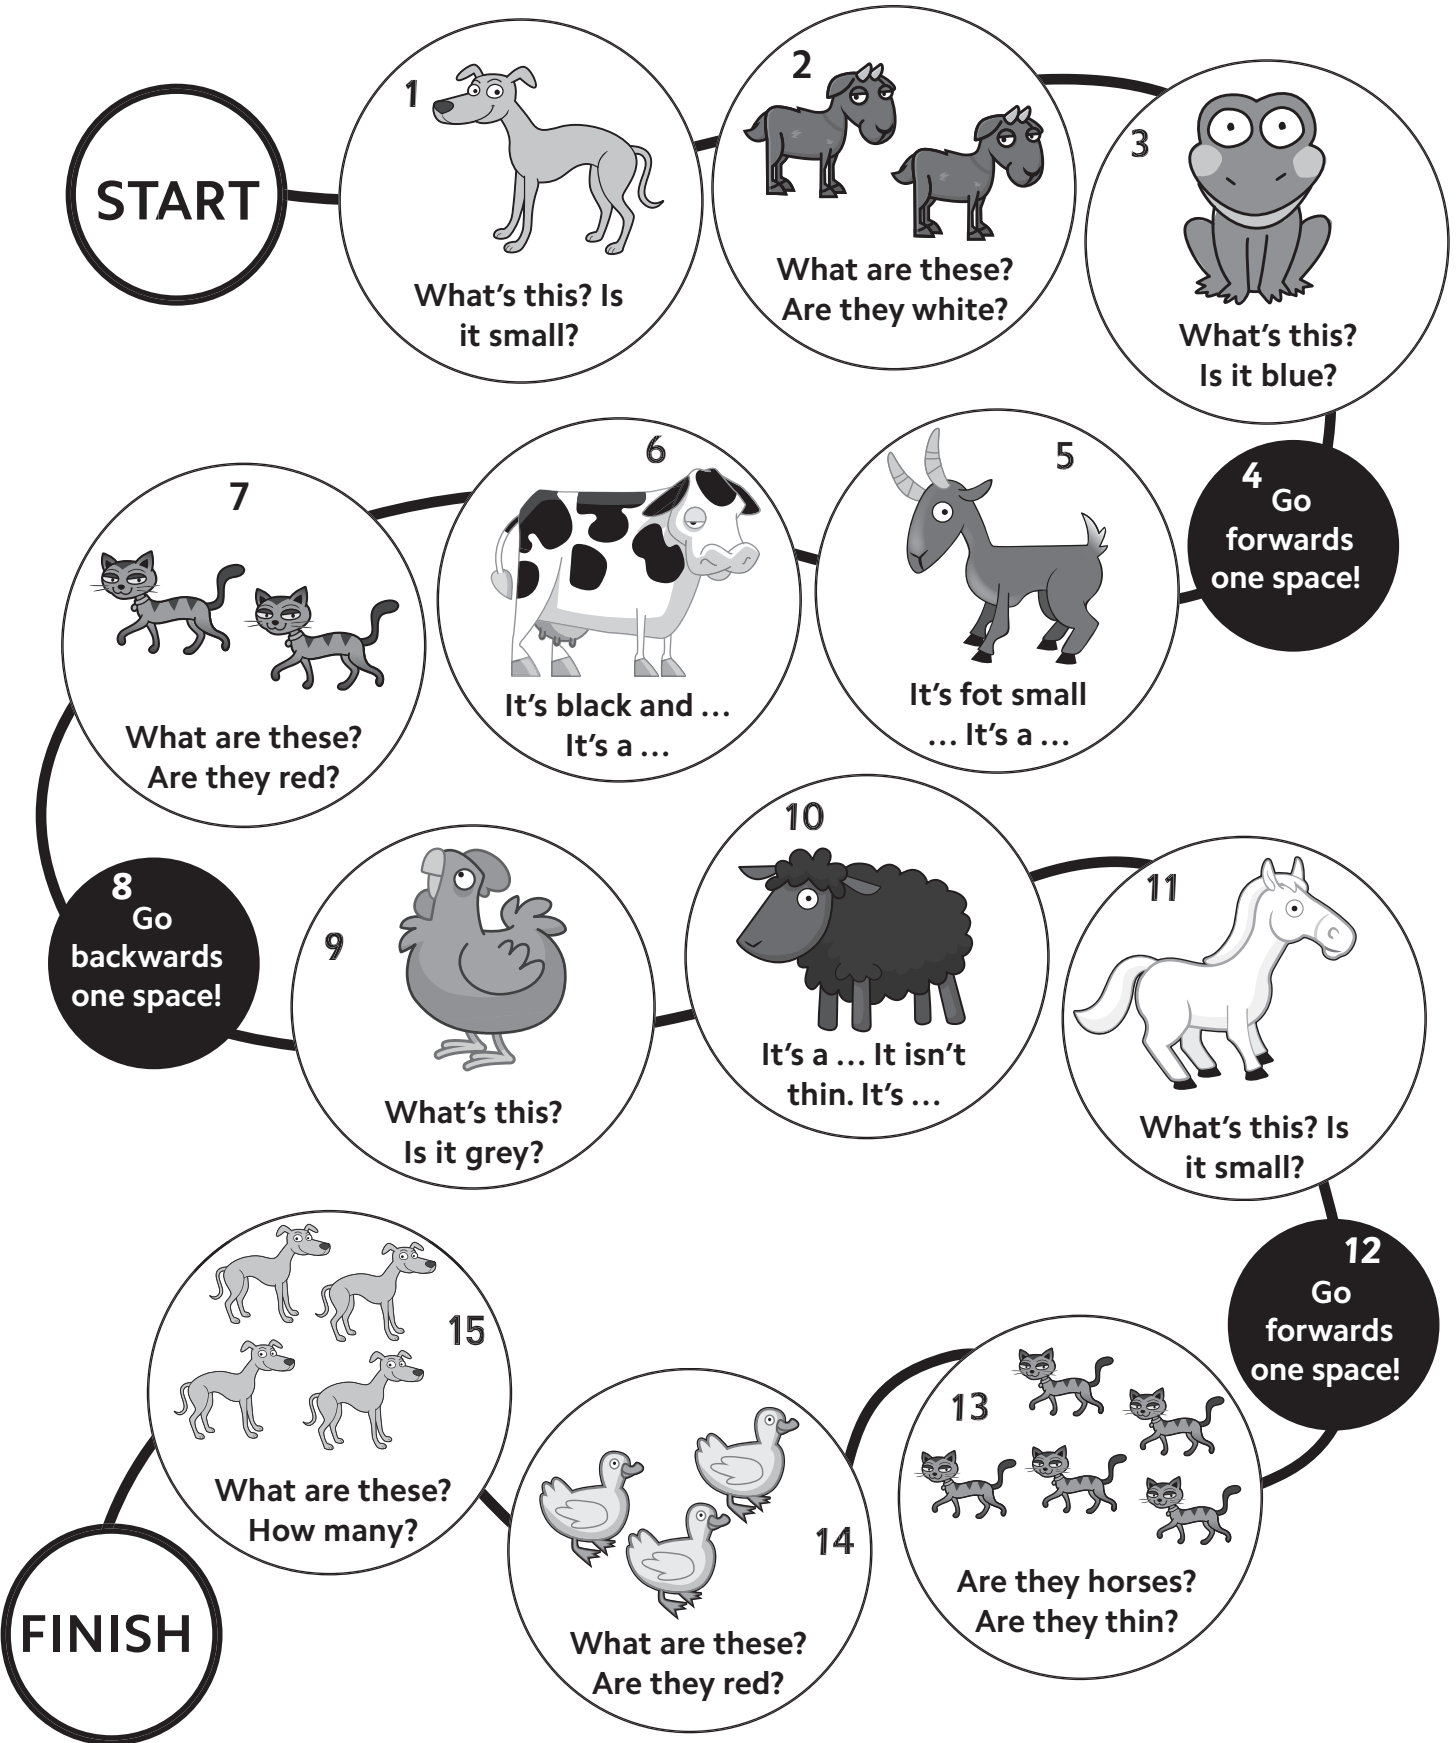 START
1
What's this? Is
it small?
2
What are these?
Are they white?
3
What's this?
Is it blue?
4
Go
forwards
one space!
5
It's fot small
… It's a …
6
It's black and …
It's a …
7
What are these?
Are they red?
8
Go
backwards
one space!
9
What's this?
Is it grey?
10
It's a … It isn't
thin. It's …
11
What's this? Is
it small?
12
Go
forwards
one space!
13
Are they horses?
Are they thin?
14
What are these?
Are they red?
15
What are these?
How many?
FINISH